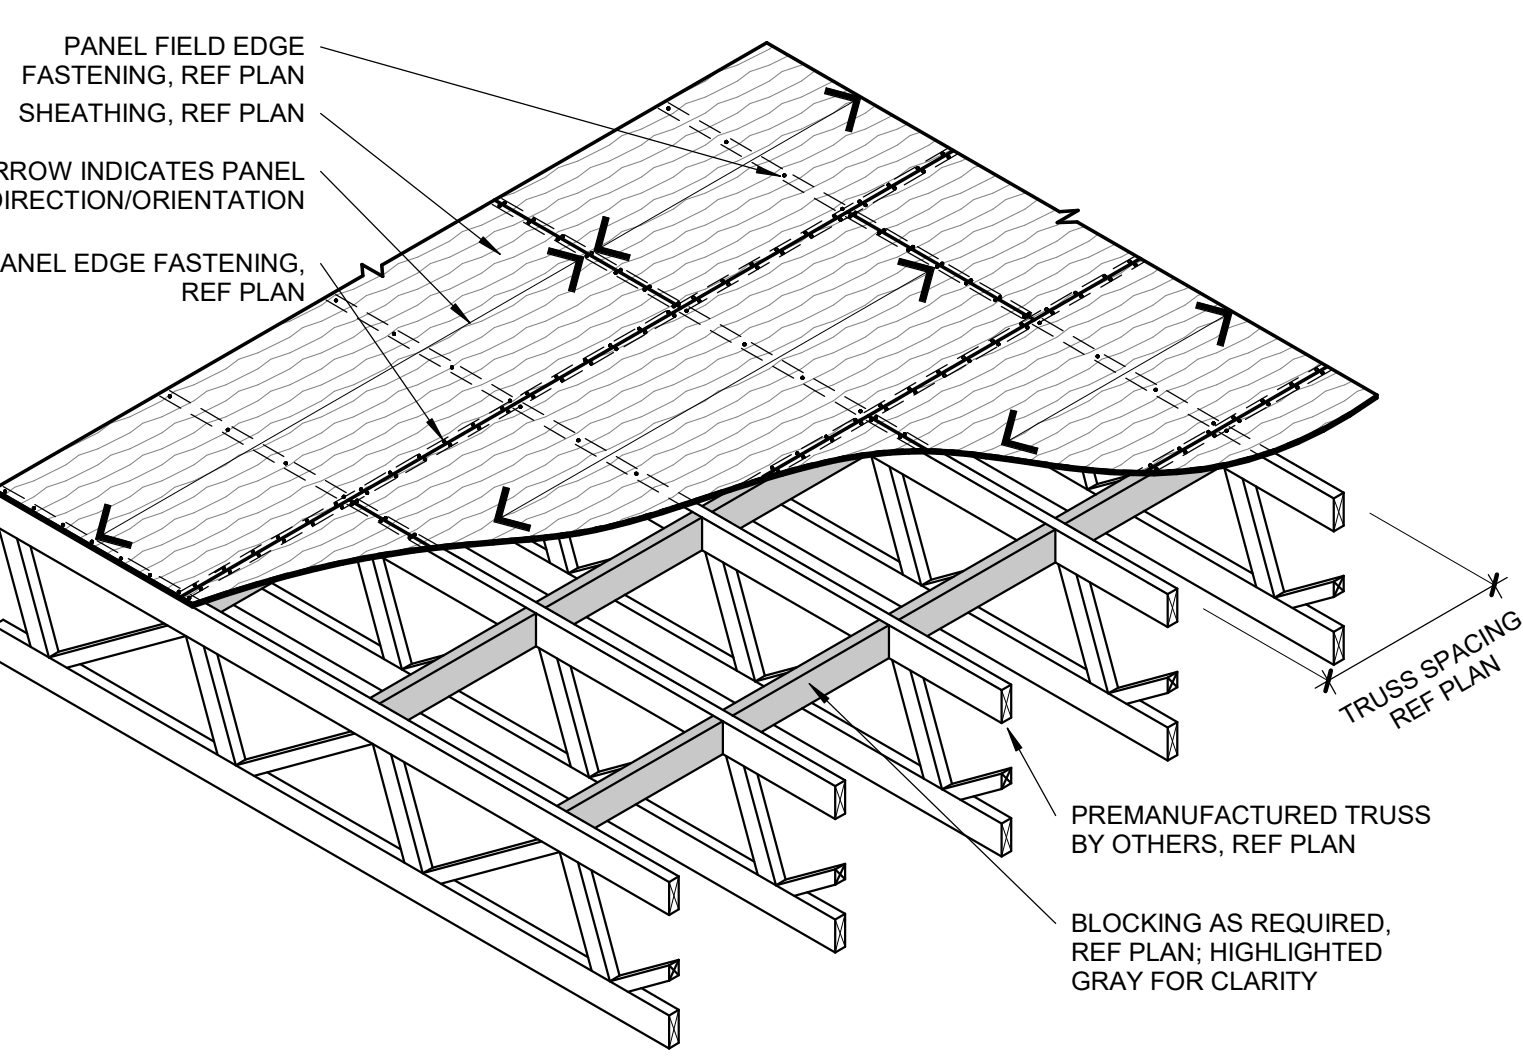 PANEL FIELD EDGE
FASTENING, REF PLAN
SHEATHING, REF PLAN
RROW INDICATES PANEL
DIRECTION/ORIENTATION
ANEL EDGE FASTENING,
REF PLAN
TRUSS SPACING
REF PLAN
PREMANUFACTURED TRUSS
BY OTHERS, REF PLAN
BLOCKING AS REQUIRED,
REF PLAN; HIGHLIGHTED
GRAY FOR CLARITY